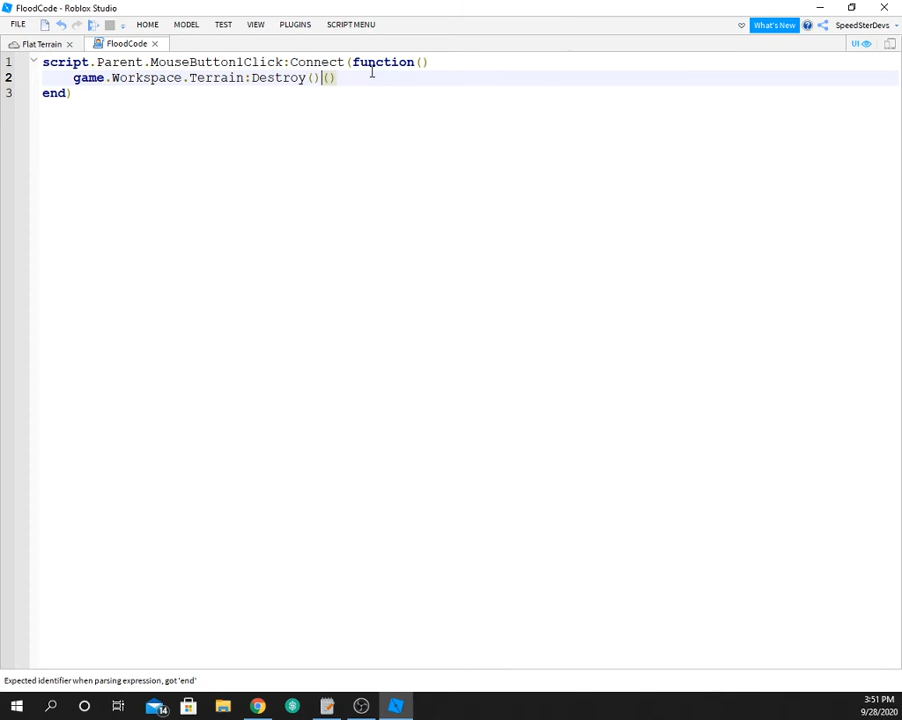 FloodCode - Roblox Studio
FILE HOME MODEL TEST VIEW PLUGINS SCRIPT MENU What's New SpeedSterDevs
Flat Terrain FloodCode UI
1 script.Parent.MouseButton1Click:Connect(function()
2 game.Workspace.Terrain:Destroy()()
3 end)
Expected identifier when parsing expression, got 'end'
14
3:51 PM
9/28/2020